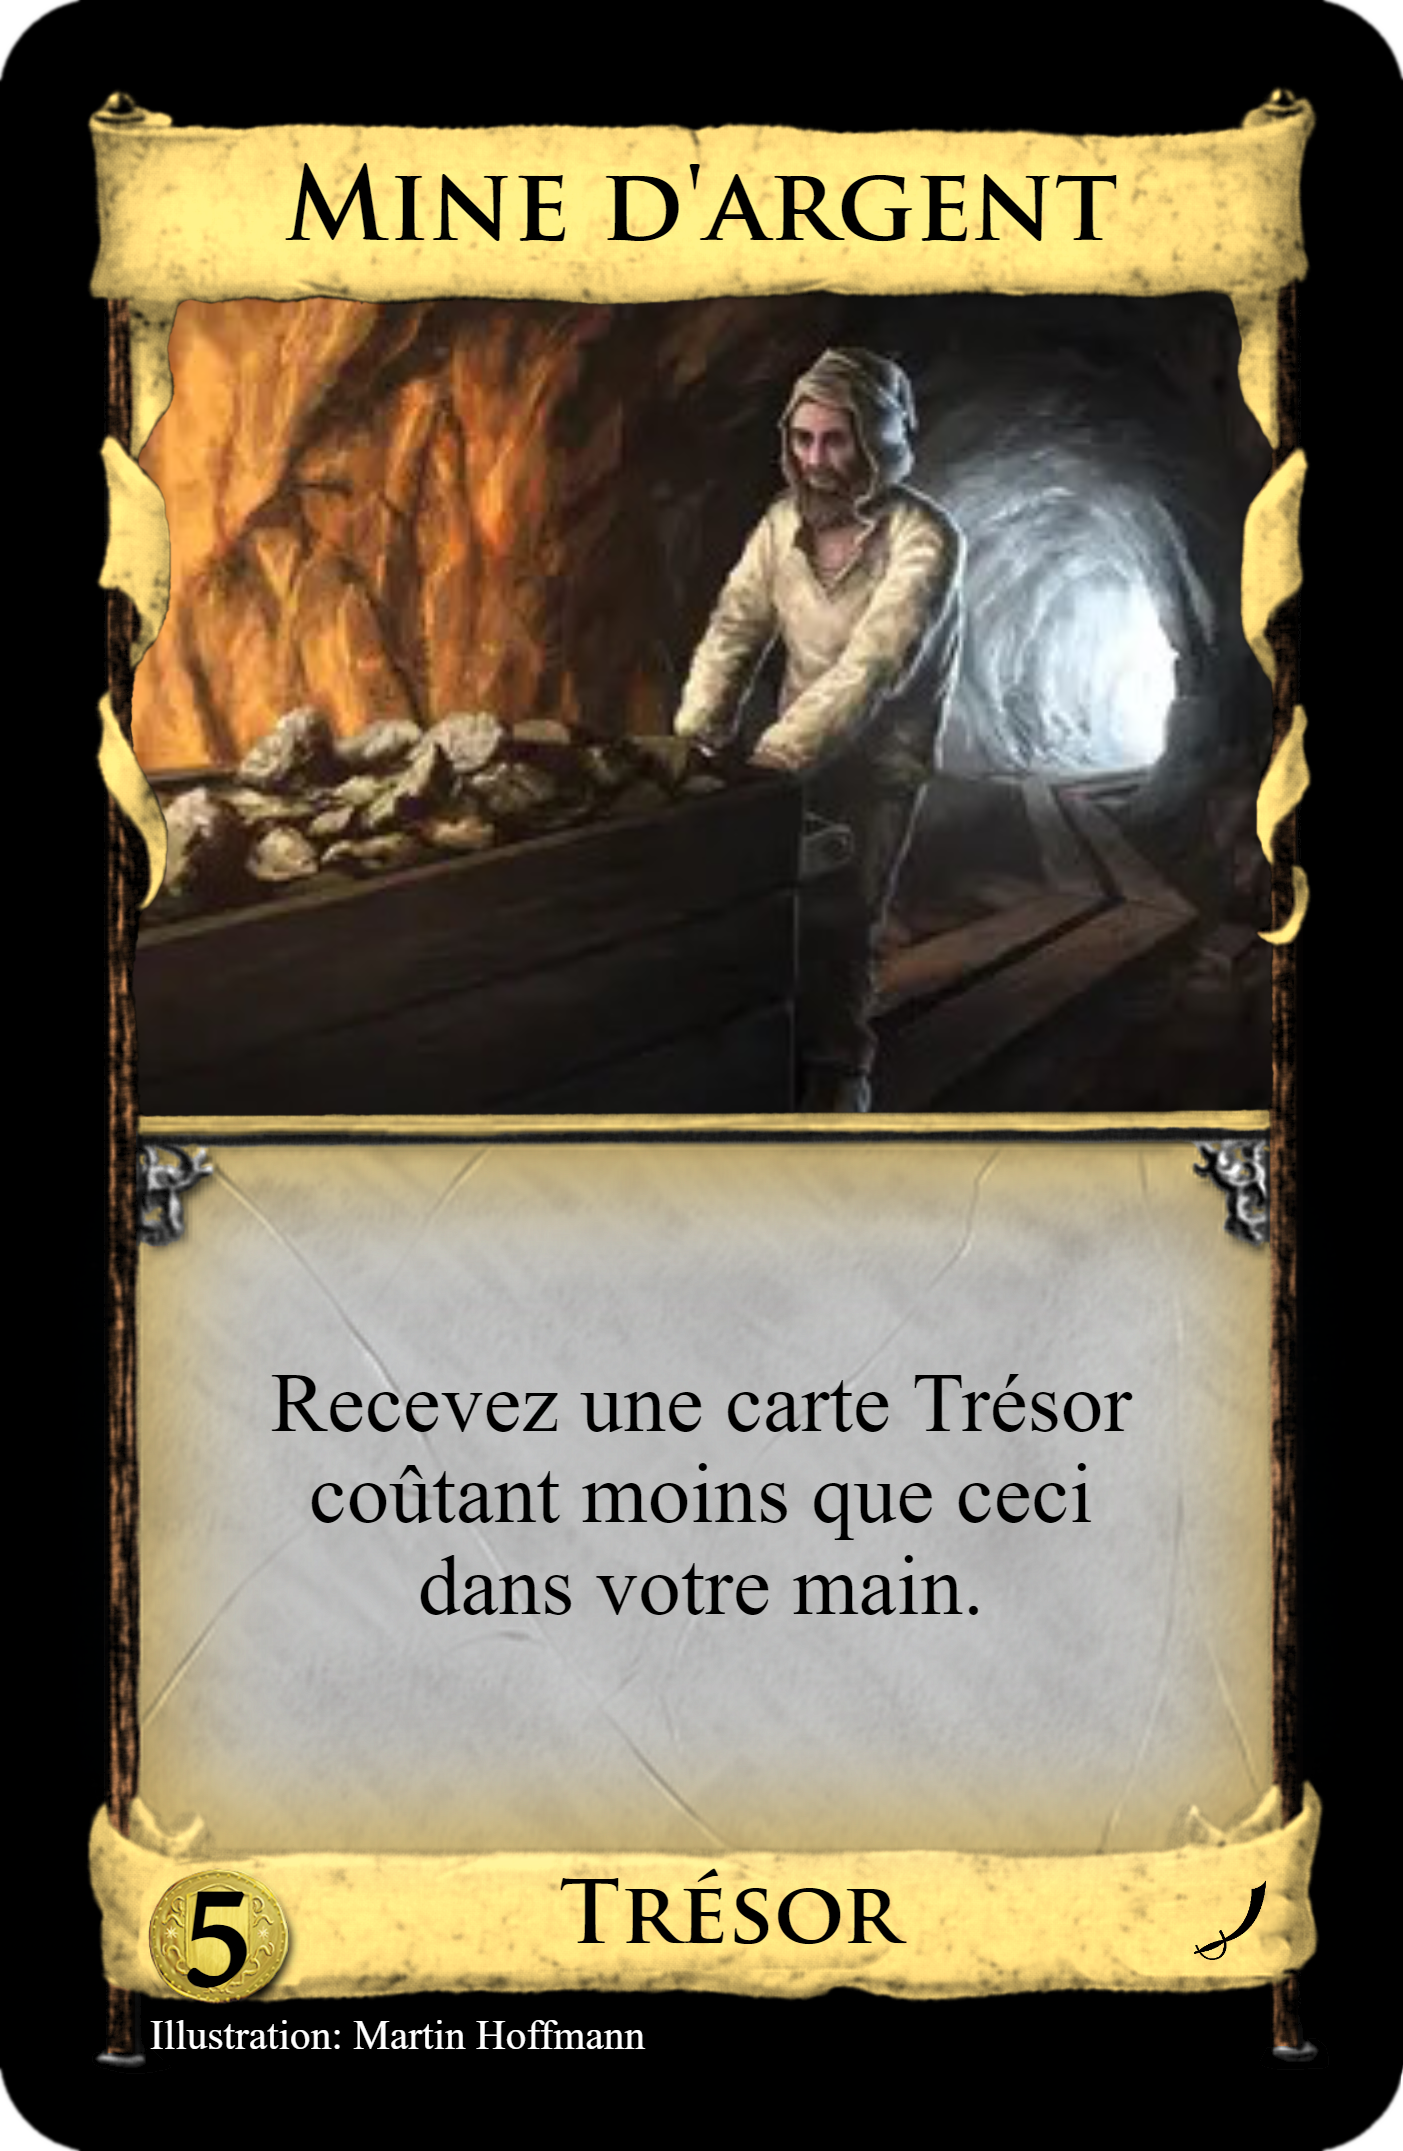 Mine d'argent
Recevez une carte Trésor
coûtant moins que ceci
dans votre main.
5
Trésor
Illustration: Martin Hoffmann